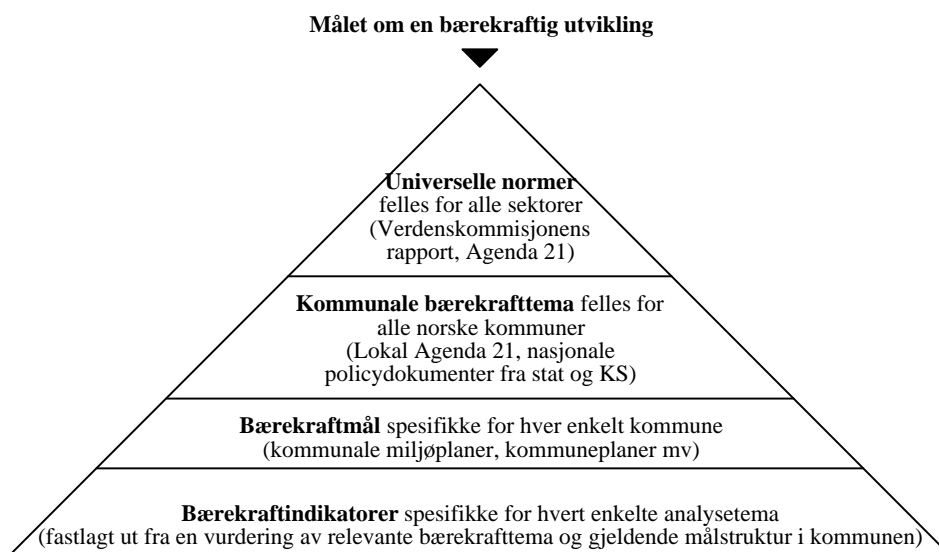 Målet om en bærekraftig utvikling
Universelle normer
felles for alle sektorer
(Verdenskommisjonens
rapport, Agenda 21)
Kommunale bærekrafttema felles for
alle norske kommuner
(Lokal Agenda 21, nasjonale
policydokumenter fra stat og KS)
Bærekraftmål spesifikke for hver enkelt kommune
(kommunale miljøplaner, kommuneplaner mv)
Bærekraftindikatorer spesifikke for hvert enkelte analysetema
(fastlagt ut fra en vurdering av relevante bærekrafttema og gjeldende målstruktur i kommunen)